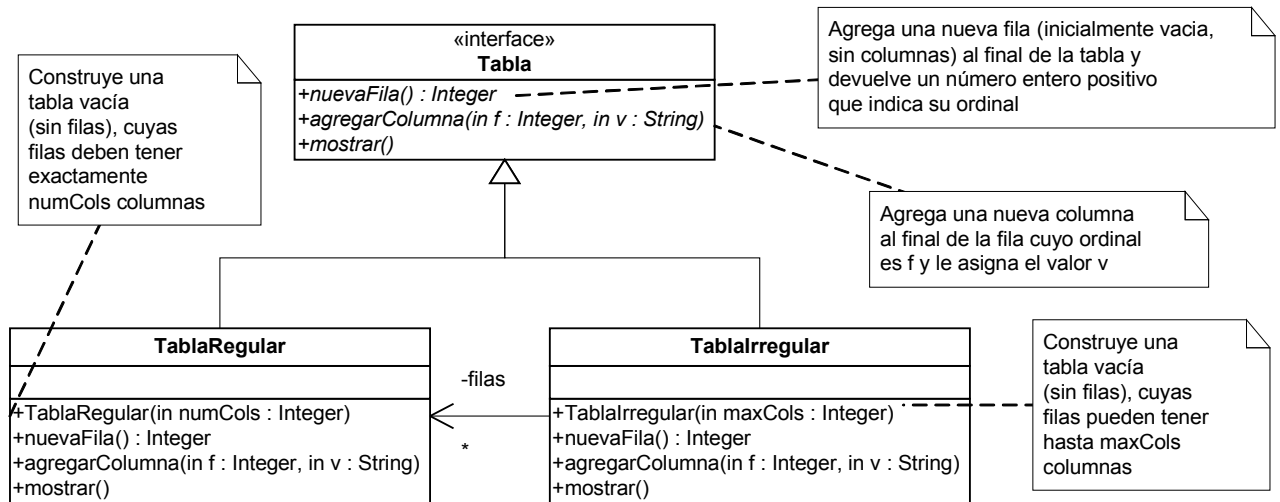 Construye una
tabla vacía
(sin filas), cuyas
filas deben tener
exactamente
numCols columnas
«interface»
Tabla
+nuevaFila() : Integer
+agregarColumna(in f : Integer, in v : String)
+mostrar()
Agrega una nueva fila (inicialmente vacia,
sin columnas) al final de la tabla y
devuelve un número entero positivo
que indica su ordinal
Agrega una nueva columna
al final de la fila cuyo ordinal
es f y le asigna el valor v
TablaRegular
+TablaRegular(in numCols : Integer)
+nuevaFila() : Integer
+agregarColumna(in f : Integer, in v : String)
+mostrar()
-filas
*
TablaIrregular
+TablaIrregular(in maxCols : Integer)
+nuevaFila() : Integer
+agregarColumna(in f : Integer, in v : String)
+mostrar()
Construye una
tabla vacía
(sin filas), cuyas
filas pueden tener
hasta maxCols
columnas